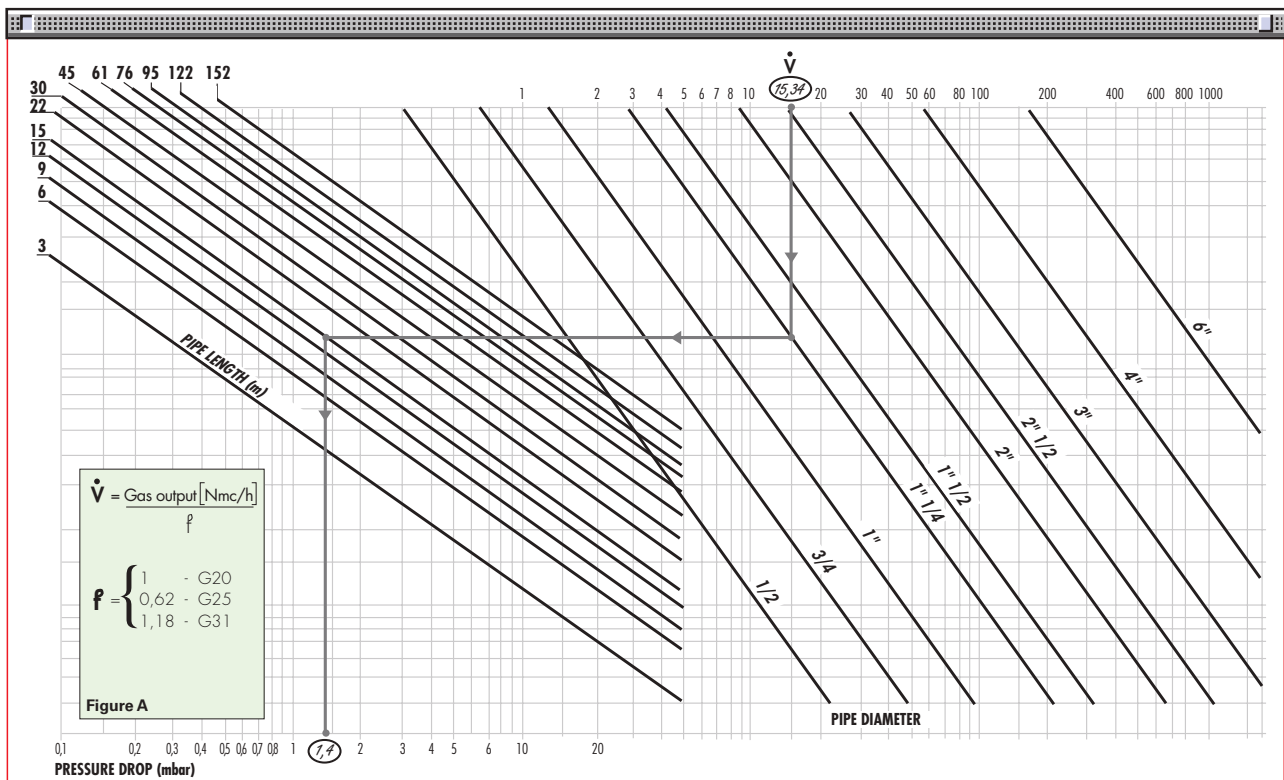 45 61 76 95 122 152
30
22
15
12
9
6
3
V̇
15,34
1 2 3 4 5 6 7 8 10 20 30 40 50 60 80 100 200 400 600 800 1000
PIPE LENGTH (m)
6"
4"
3"
2" 1/2
2"
1" 1/2
1" 1/4
1"
3/4
1/2
V̇ = Gas output [Nmc/h]
f
f = { 1 - G20
0,62 - G25
1,18 - G31
Figure A
PIPE DIAMETER
0,1 0,2 0,3 0,4 0,5 0,6 0,7 0,8 1 1,4 2 3 4 5 6 10 20
PRESSURE DROP (mbar)